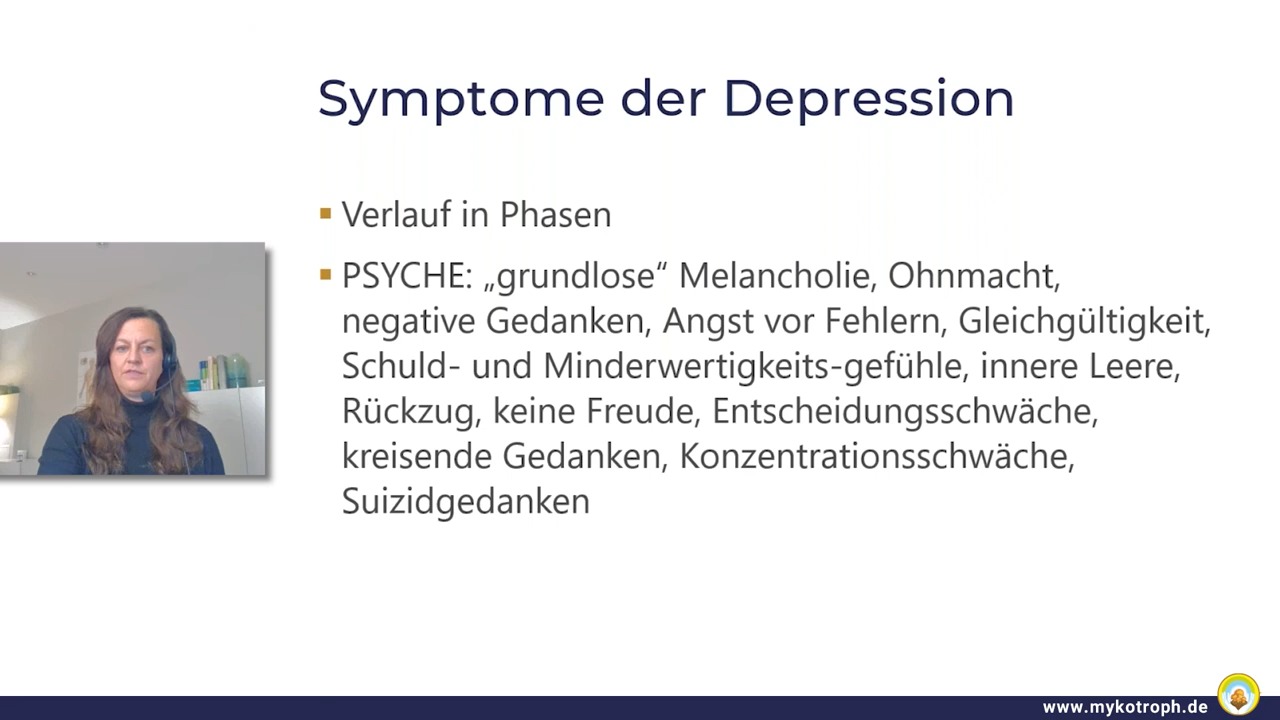 Symptome der Depression
Verlauf in Phasen
PSYCHE: „grundlose“ Melancholie, Ohnmacht,
negative Gedanken, Angst vor Fehlern, Gleichgültigkeit,
Schuld- und Minderwertigkeits-gefühle, innere Leere,
Rückzug, keine Freude, Entscheidungsschwäche,
kreisende Gedanken, Konzentrationsschwäche,
Suizidgedanken
www.mykotroph.de